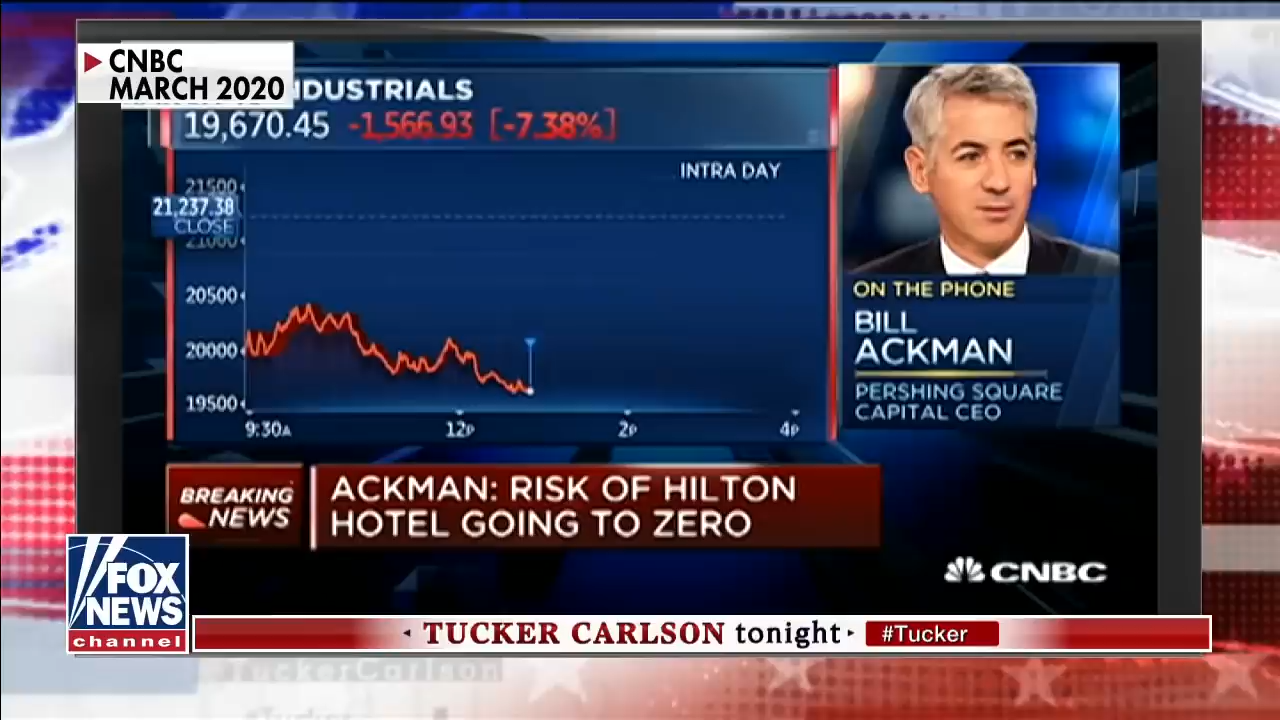 CNBC
MARCH 2020
NDUSTRIALS
19,670.45 -1,566.93 [-7.38%]
INTRA DAY
21500
21,237.38
CLOSE
21000
20500
20000
19500
9:30A 12P 2P 4P
ON THE PHONE
BILL
ACKMAN
PERSHING SQUARE
CAPITAL CEO
BREAKING
NEWS
ACKMAN: RISK OF HILTON
HOTEL GOING TO ZERO
CNBC
FOX
NEWS
channel
TUCKER CARLSON tonight
#Tucker
TuckerCarlson